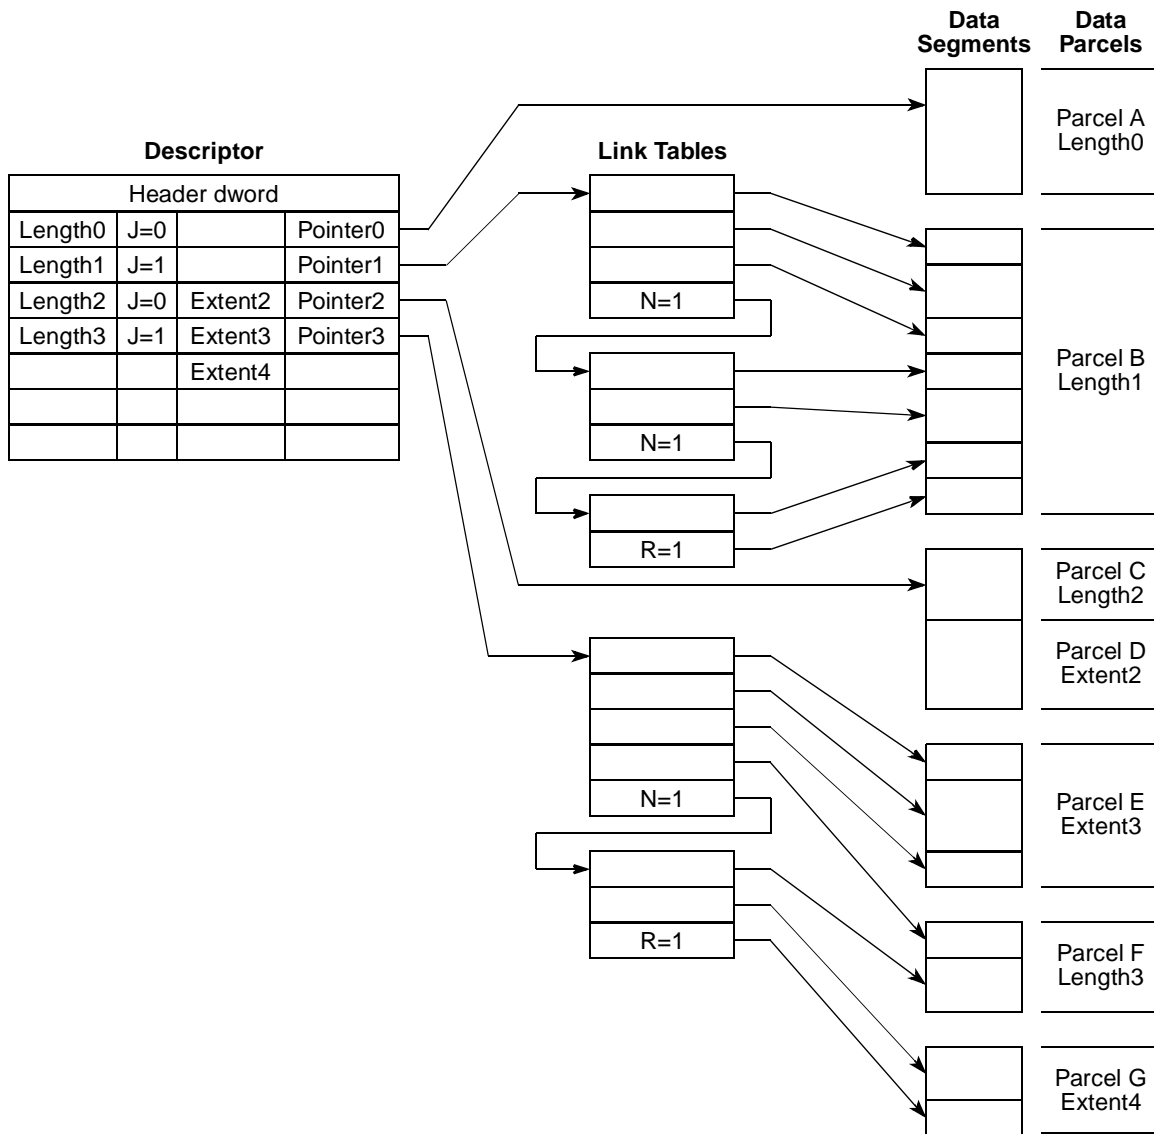 Data
Segments
Data
Parcels
Parcel A
Length0
Descriptor
Link Tables
Header dword
Length0 J=0 Pointer0
Length1 J=1 Pointer1
Length2 J=0 Extent2 Pointer2
Length3 J=1 Extent3 Pointer3
Extent4
N=1
Parcel B
Length1
N=1
R=1
Parcel C
Length2
Parcel D
Extent2
N=1
Parcel E
Extent3
R=1
Parcel F
Length3
Parcel G
Extent4